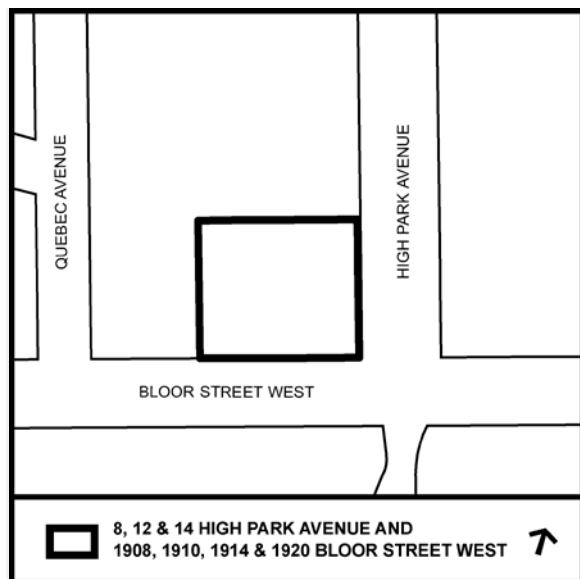 QUEBEC AVENUE
HIGH PARK AVENUE
BLOOR STREET WEST
8, 12 & 14 HIGH PARK AVENUE AND
1908, 1910, 1914 & 1920 BLOOR STREET WEST